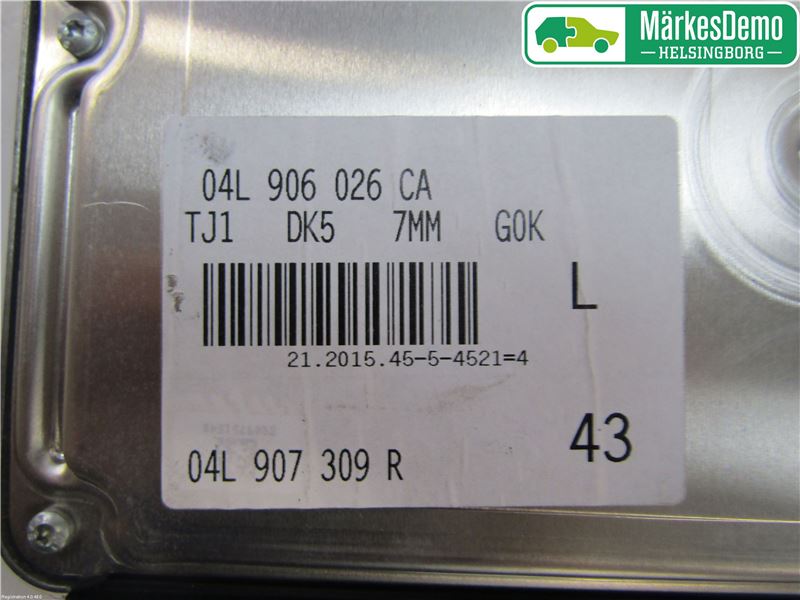 MärkesDemo
HELSINGBORG
04L 906 026 CA
TJ1 DK5 7MM G0K
L
21.2015.45-5-4521=4
43
04L 907 309 R